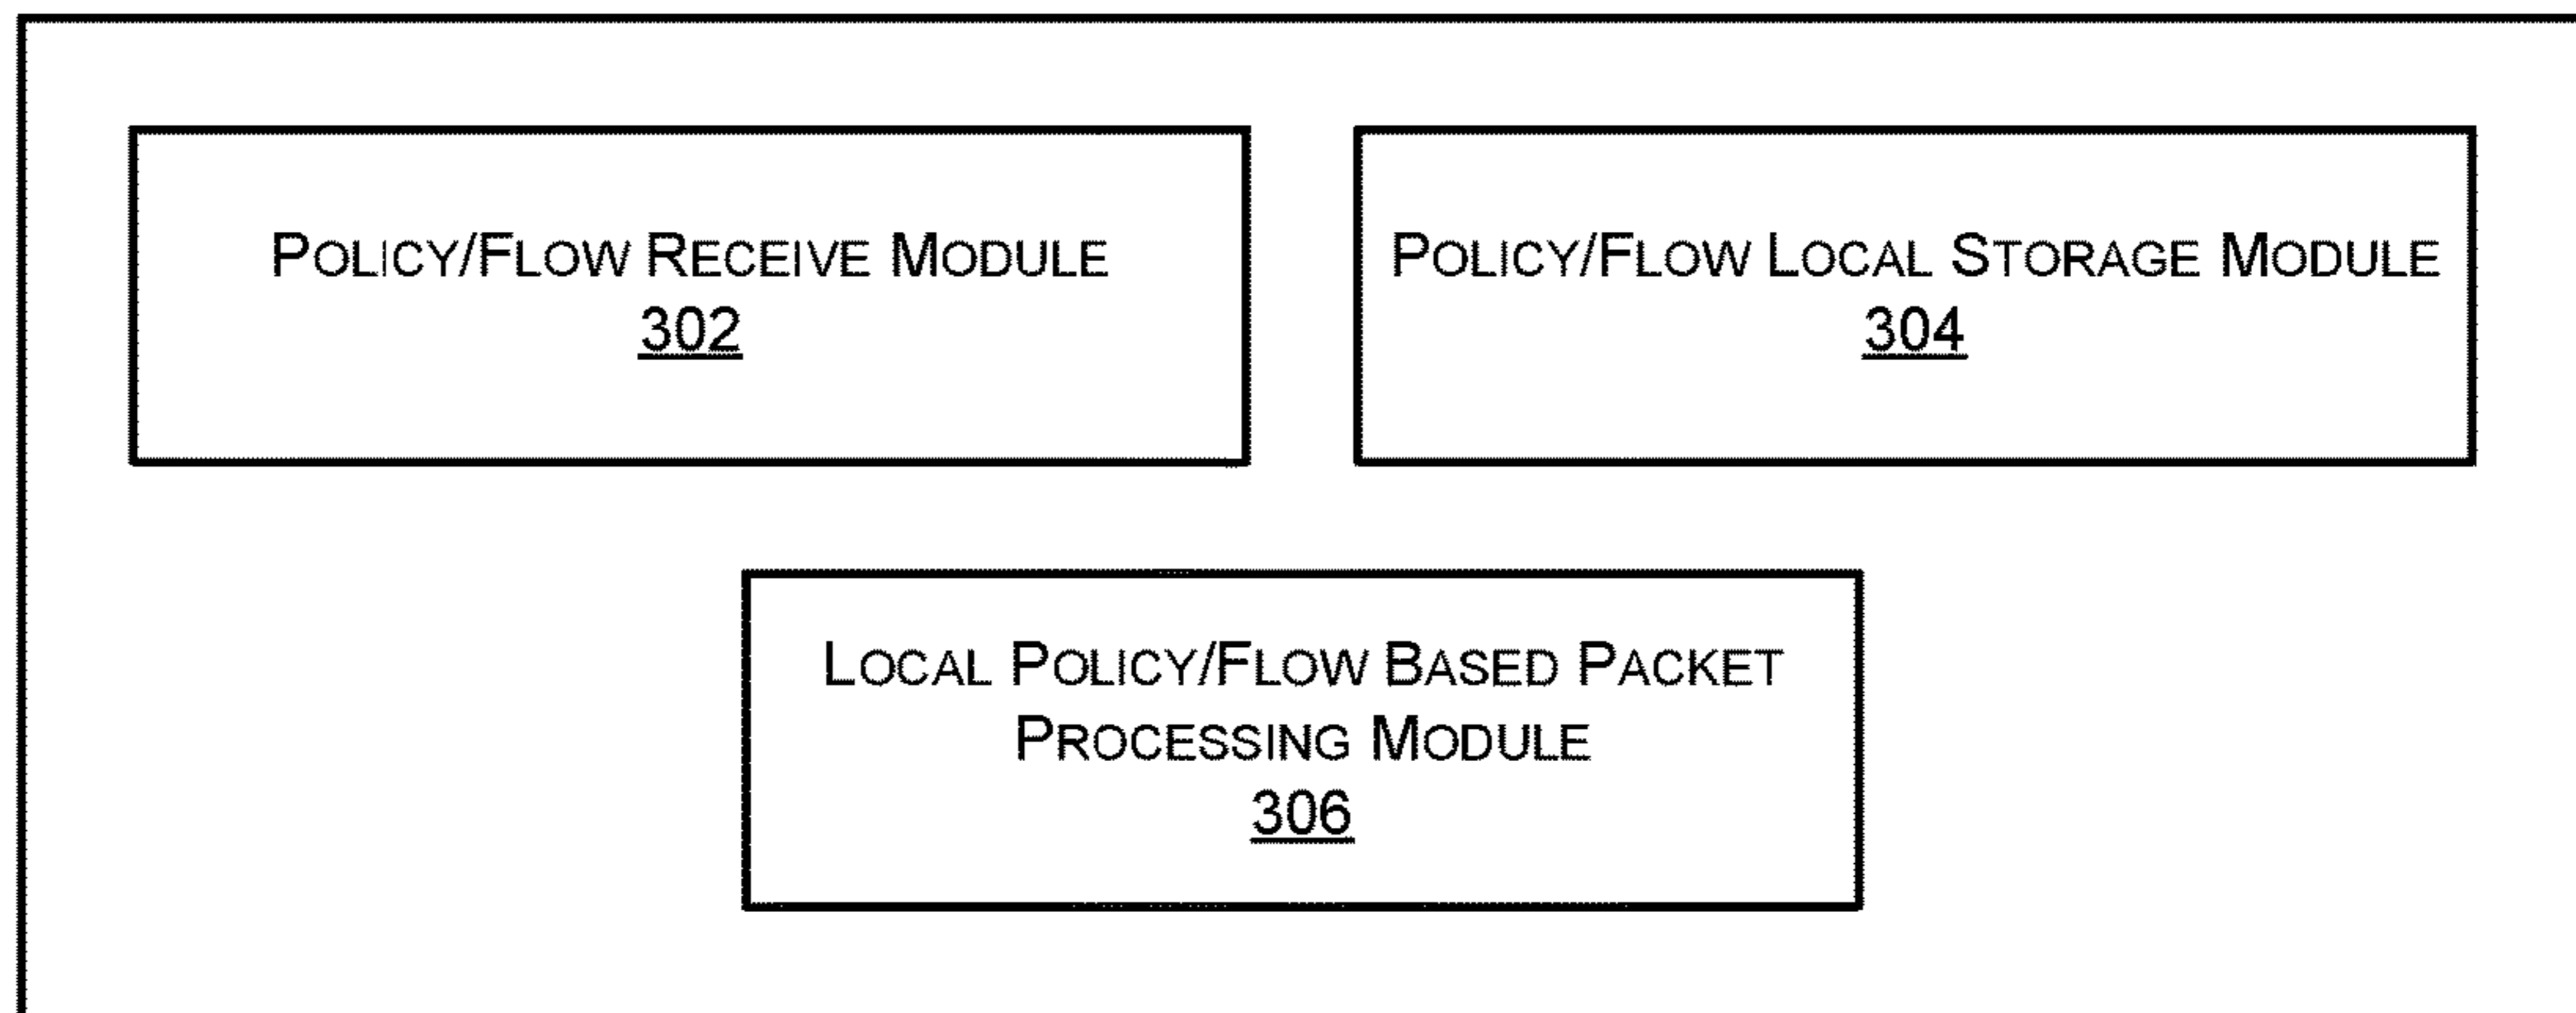 POLICY/FLOW RECEIVE MODULE
302
POLICY/FLOW LOCAL STORAGE MODULE
304
LOCAL POLICY/FLOW BASED PACKET
PROCESSING MODULE
306